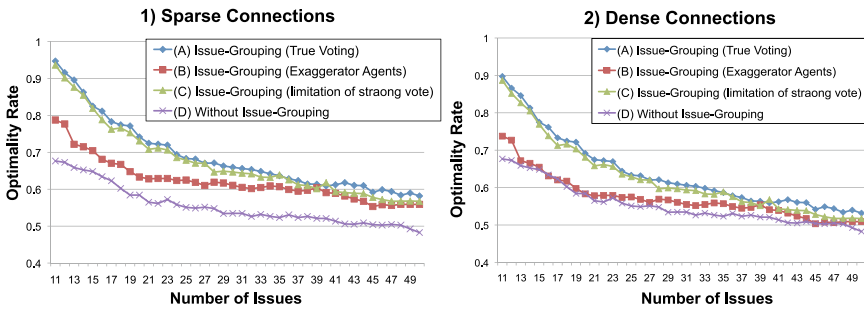 1) Sparse Connections
Optimality Rate
1
0.9
0.8
0.7
0.6
0.5
0.4
(A) Issue-Grouping (True Voting)
(B) Issue-Grouping (Exaggerator Agents)
(C) Issue-Grouping (limitation of straong vote)
(D) Without Issue-Grouping
11 13 15 17 19 21 23 25 27 29 31 33 35 37 39 41 43 45 47 49
Number of Issues
2) Dense Connections
Optimality Rate
1
0.9
0.8
0.7
0.6
0.5
0.4
(A) Issue-Grouping (True Voting)
(B) Issue-Grouping (Exaggerator Agents)
(C) Issue-Grouping (limitation of straong vote)
(D) Without Issue-Grouping
11 13 15 17 19 21 23 25 27 29 31 33 35 37 39 41 43 45 47 49
Number of Issues